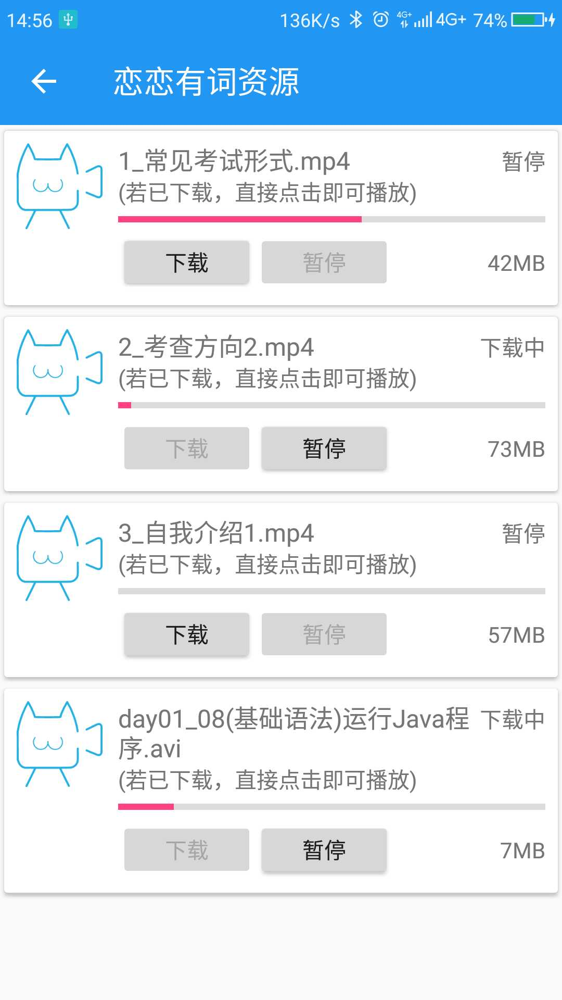 14:56 136K/s 4G+ 4G+ 74%
恋恋有词资源
1_常见考试形式.mp4 暂停
(若已下载，直接点击即可播放)
下载 暂停 42MB
2_考查方向2.mp4 下载中
(若已下载，直接点击即可播放)
下载 暂停 73MB
3_自我介绍1.mp4 暂停
(若已下载，直接点击即可播放)
下载 暂停 57MB
day01_08(基础语法)运行Java程 下载中
序.avi
(若已下载，直接点击即可播放)
下载 暂停 7MB